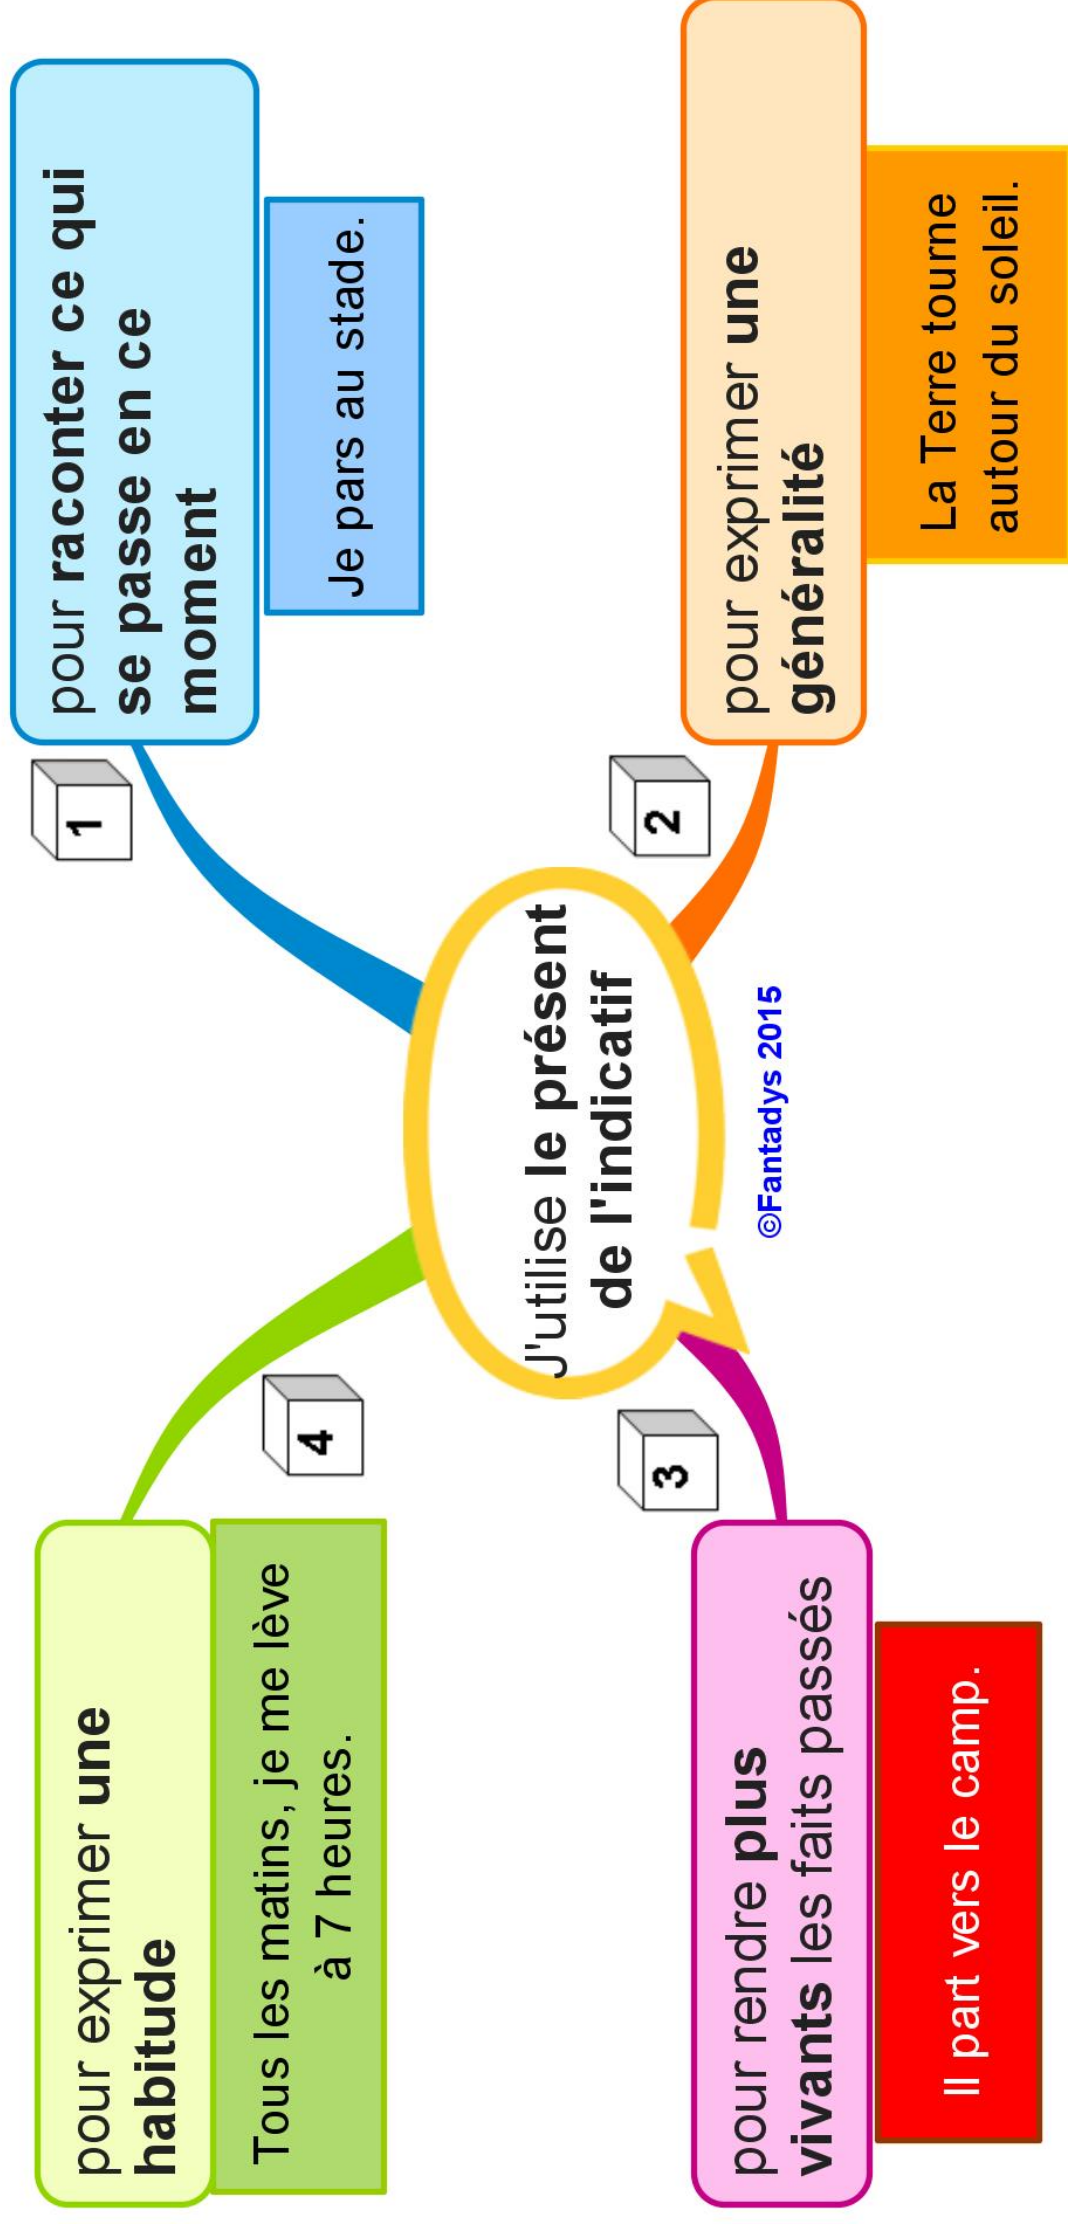 J'utilise le présent
de l'indicatif
1
pour raconter ce qui
se passe en ce
moment
Je pars au stade.
2
pour exprimer une
généralité
La Terre tourne
autour du soleil.
3
pour rendre plus
vivants les faits passés
Il part vers le camp.
4
pour exprimer une
habitude
Tous les matins, je me lève
à 7 heures.
©Fantadys 2015